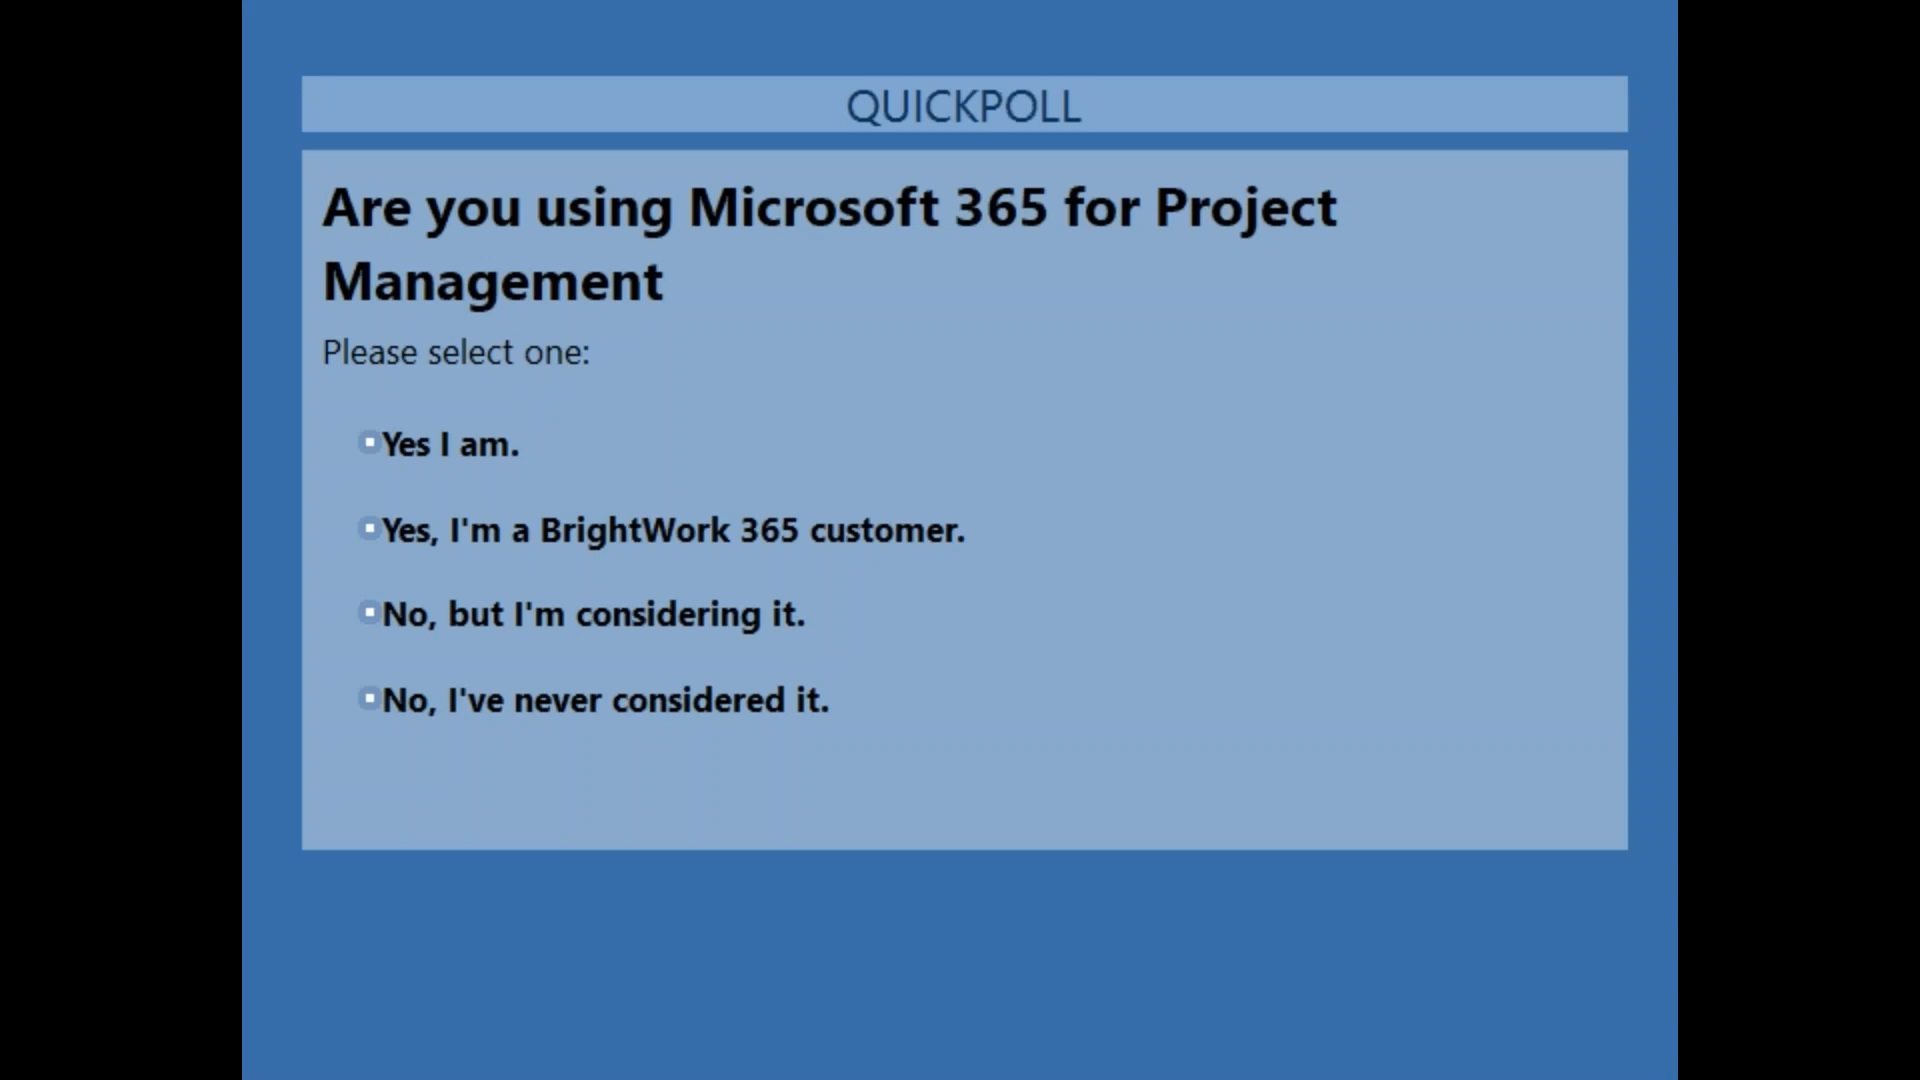 QUICKPOLL
Are you using Microsoft 365 for Project
Management
Please select one:
Yes I am.
Yes, I'm a BrightWork 365 customer.
No, but I'm considering it.
No, I've never considered it.